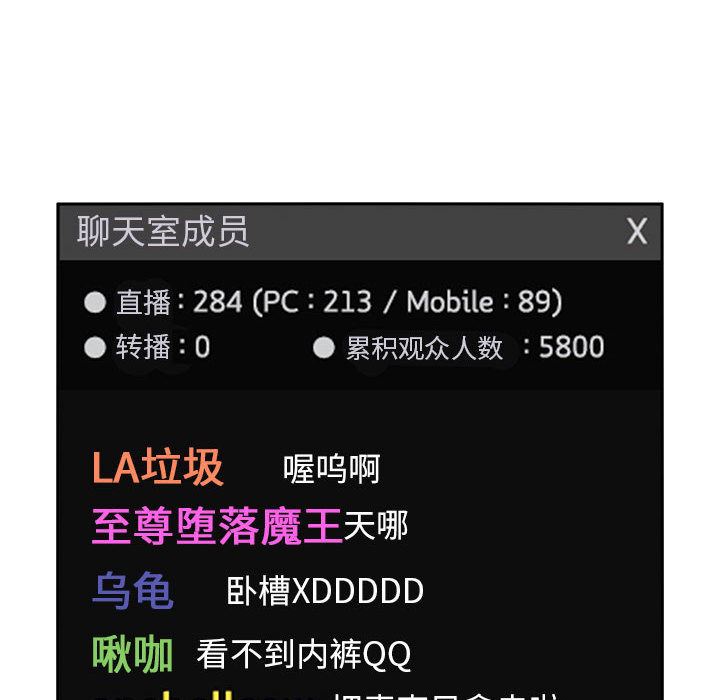 聊天室成员 X
直播：284 (PC：213 / Mobile：89)
转播：0 累积观众人数：5800
LA垃圾 喔呜啊
至尊堕落魔王 天哪
乌龟 卧槽XDDDDD
啾咖 看不到内裤QQ